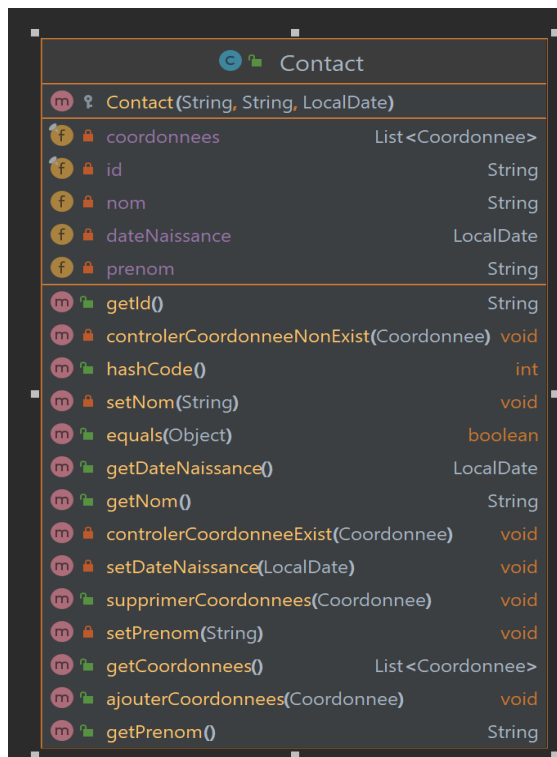 C Contact
m Contact(String, String, LocalDate)
f coordonnees List<Coordonnee>
f id String
f nom String
f dateNaissance LocalDate
f prenom String
m getId() String
m controlerCoordonneeNonExist(Coordonnee) void
m hashCode() int
m setNom(String) void
m equals(Object) boolean
m getDateNaissance() LocalDate
m getNom() String
m controlerCoordonneeExist(Coordonnee) void
m setDateNaissance(LocalDate) void
m supprimerCoordonnees(Coordonnee) void
m setPrenom(String) void
m getCoordonnees() List<Coordonnee>
m ajouterCoordonnees(Coordonnee) void
m getPrenom() String